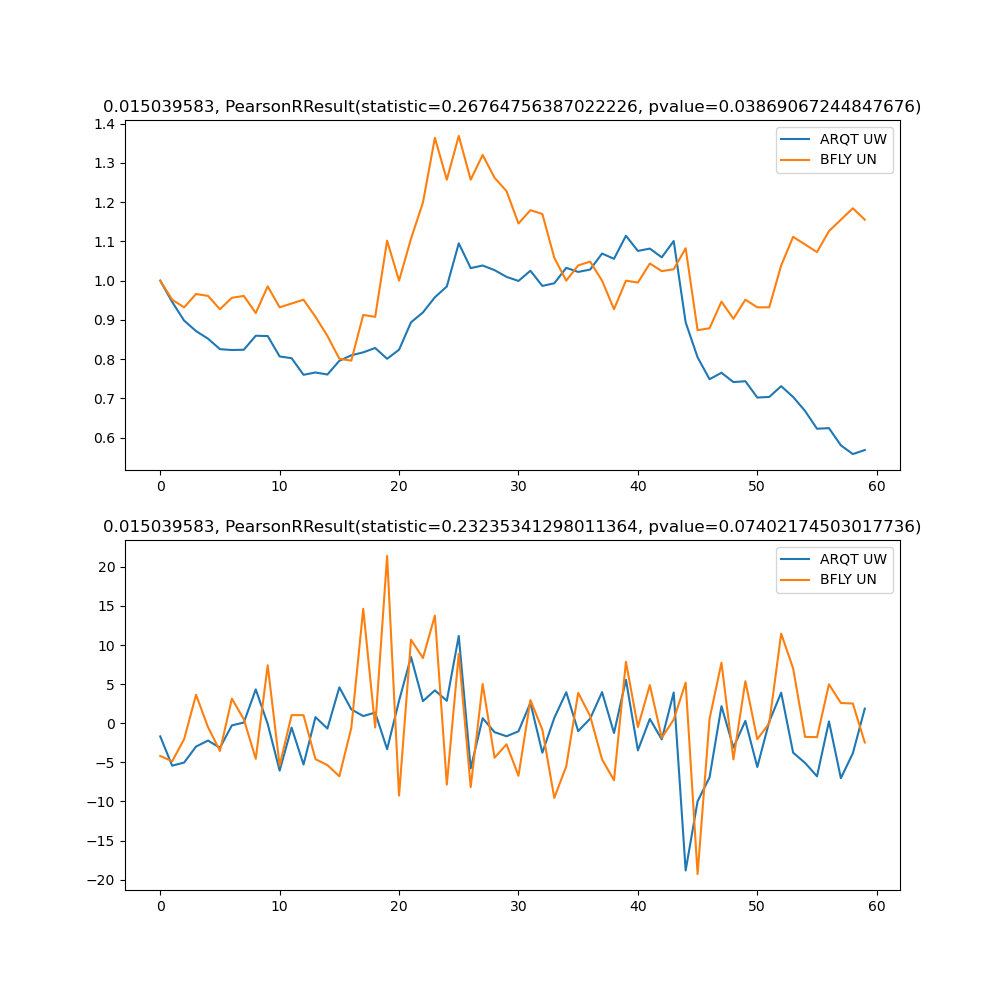 0.015039583, PearsonRResult(statistic=0.26764756387022226, pvalue=0.03869067244847676)
1.4
1.3
1.2
1.1
1.0
0.9
0.8
0.7
0.6
ARQT UW
BFLY UN
0 10 20 30 40 50 60
0.015039583, PearsonRResult(statistic=0.23235341298011364, pvalue=0.07402174503017736)
20
15
10
5
0
−5
−10
−15
−20
ARQT UW
BFLY UN
0 10 20 30 40 50 60